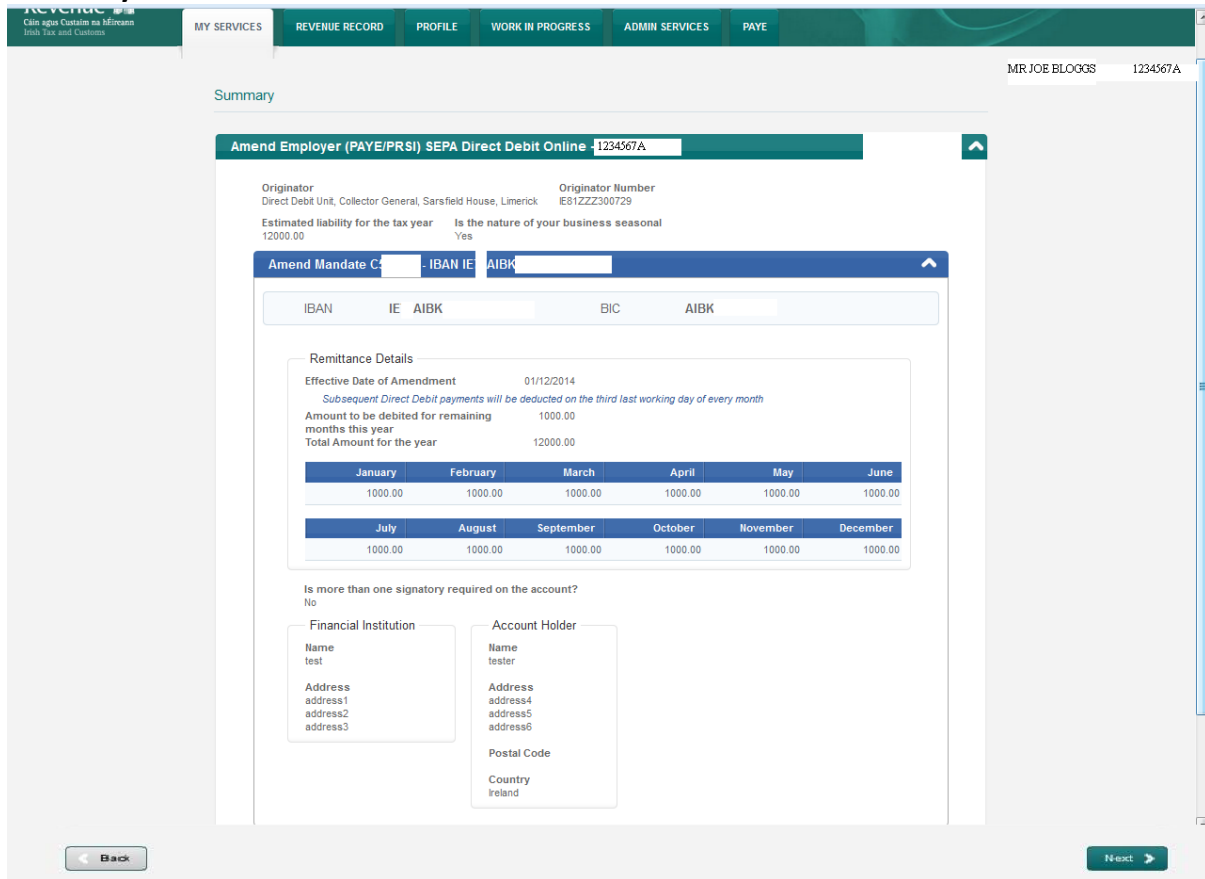 Revenue
Cáin agus Custaim na hÉireann
Irish Tax and Customs
MY SERVICES REVENUE RECORD PROFILE WORK IN PROGRESS ADMIN SERVICES PAYE
MR JOE BLOGGS 1234567A
Summary
Amend Employer (PAYE/PRSI) SEPA Direct Debit Online - 1234567A
Originator Originator Number
Direct Debit Unit, Collector General, Sarsfield House, Limerick IE81ZZZ300729
Estimated liability for the tax year Is the nature of your business seasonal
12000.00 Yes
Amend Mandate C5 - IBAN IE AIBK
IBAN IE AIBK BIC AIBK
Remittance Details
Effective Date of Amendment 01/12/2014
Subsequent Direct Debit payments will be deducted on the third last working day of every month
Amount to be debited for remaining 1000.00
months this year
Total Amount for the year 12000.00
January February March April May June
1000.00 1000.00 1000.00 1000.00 1000.00 1000.00
July August September October November December
1000.00 1000.00 1000.00 1000.00 1000.00 1000.00
Is more than one signatory required on the account?
No
Financial Institution Account Holder
Name Name
test tester
Address Address
address1 address4
address2 address5
address3 address6
Postal Code
Country
Ireland
Back Next